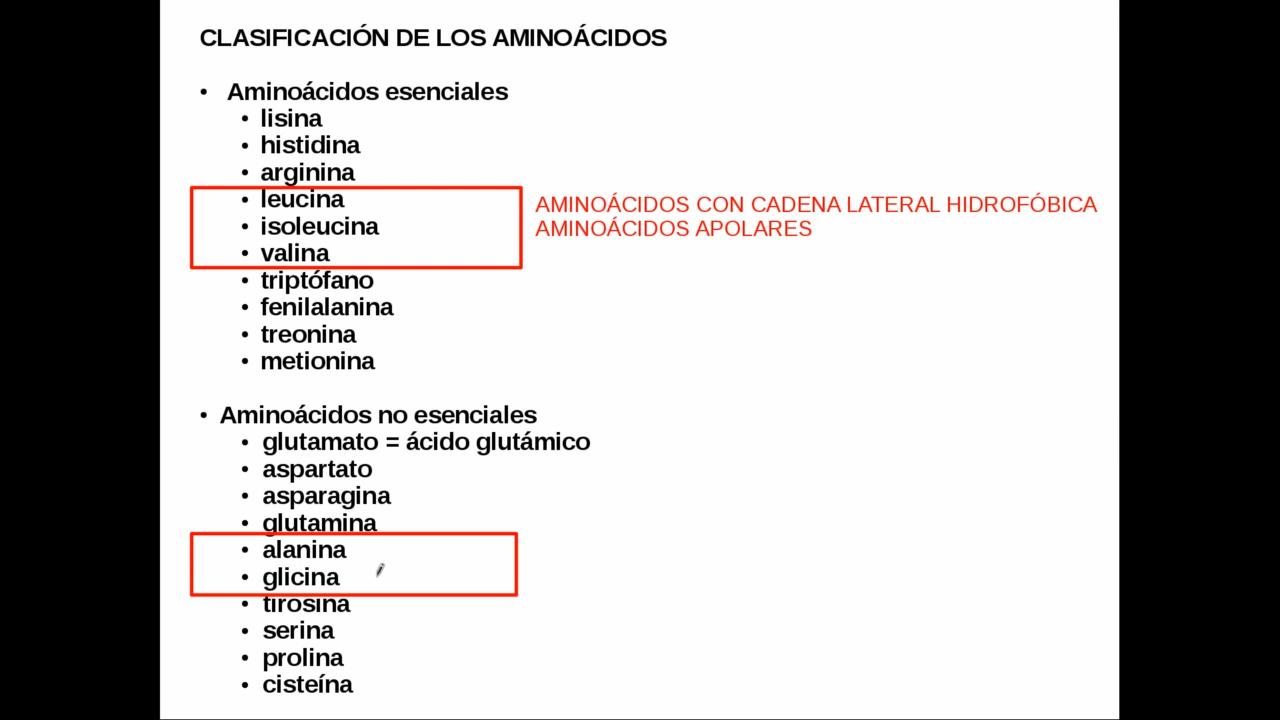 CLASIFICACIÓN DE LOS AMINOÁCIDOS
• Aminoácidos esenciales
• lisina
• histidina
• arginina
• leucina
• isoleucina
• valina
AMINOÁCIDOS CON CADENA LATERAL HIDROFÓBICA
AMINOÁCIDOS APOLARES
• triptófano
• fenilalanina
• treonina
• metionina
• Aminoácidos no esenciales
• glutamato = ácido glutámico
• aspartato
• asparagina
• glutamina
• alanina
• glicina
• tirosina
• serina
• prolina
• cisteína